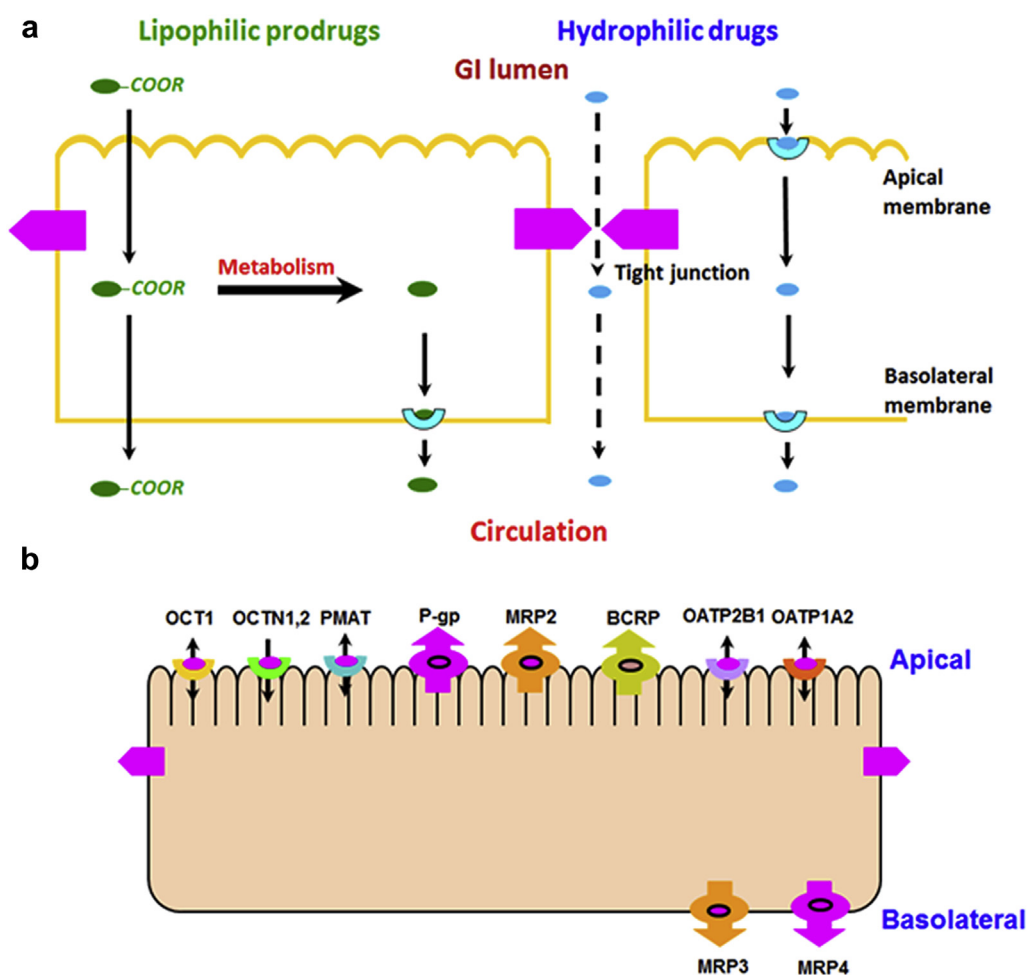 a
Lipophilic prodrugs
Hydrophilic drugs
GI lumen
-COOR
Apical
membrane
Metabolism
-COOR
Tight junction
Basolateral
membrane
-COOR
Circulation
b
OCT1
OCTN1,2
PMAT
P-gp
MRP2
BCRP
OATP2B1
OATP1A2
Apical
Basolateral
MRP3
MRP4